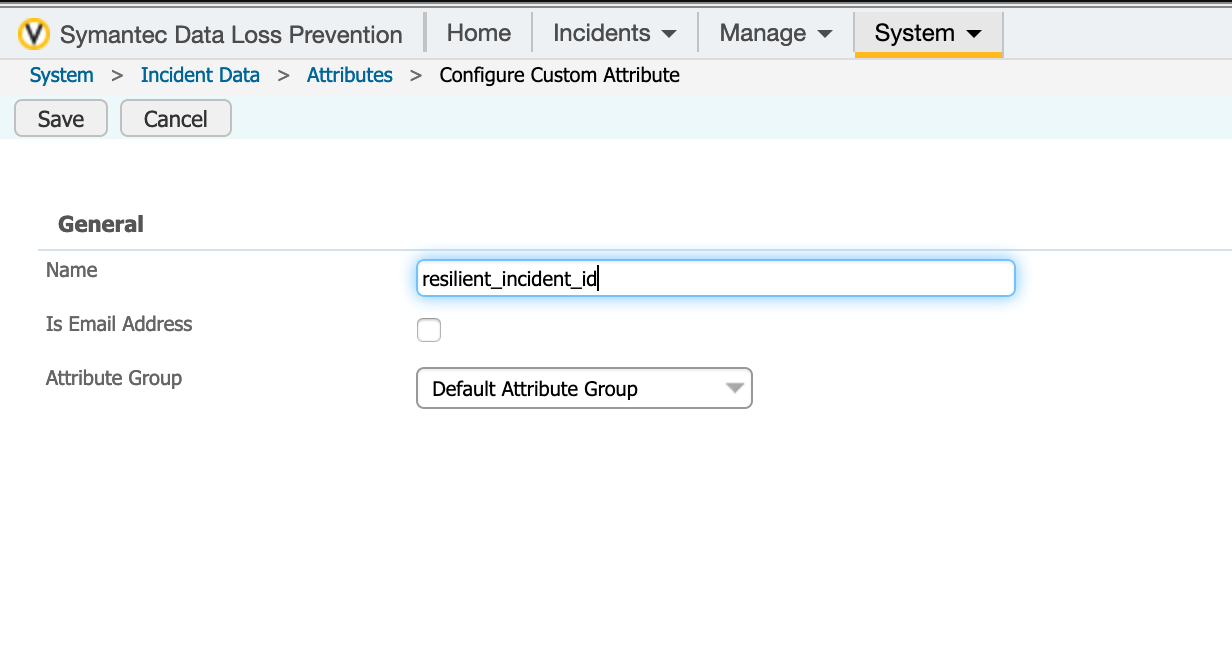 Symantec Data Loss Prevention Home Incidents Manage System
System > Incident Data > Attributes > Configure Custom Attribute
Save Cancel
General
Name resilient_incident_id
Is Email Address
Attribute Group Default Attribute Group